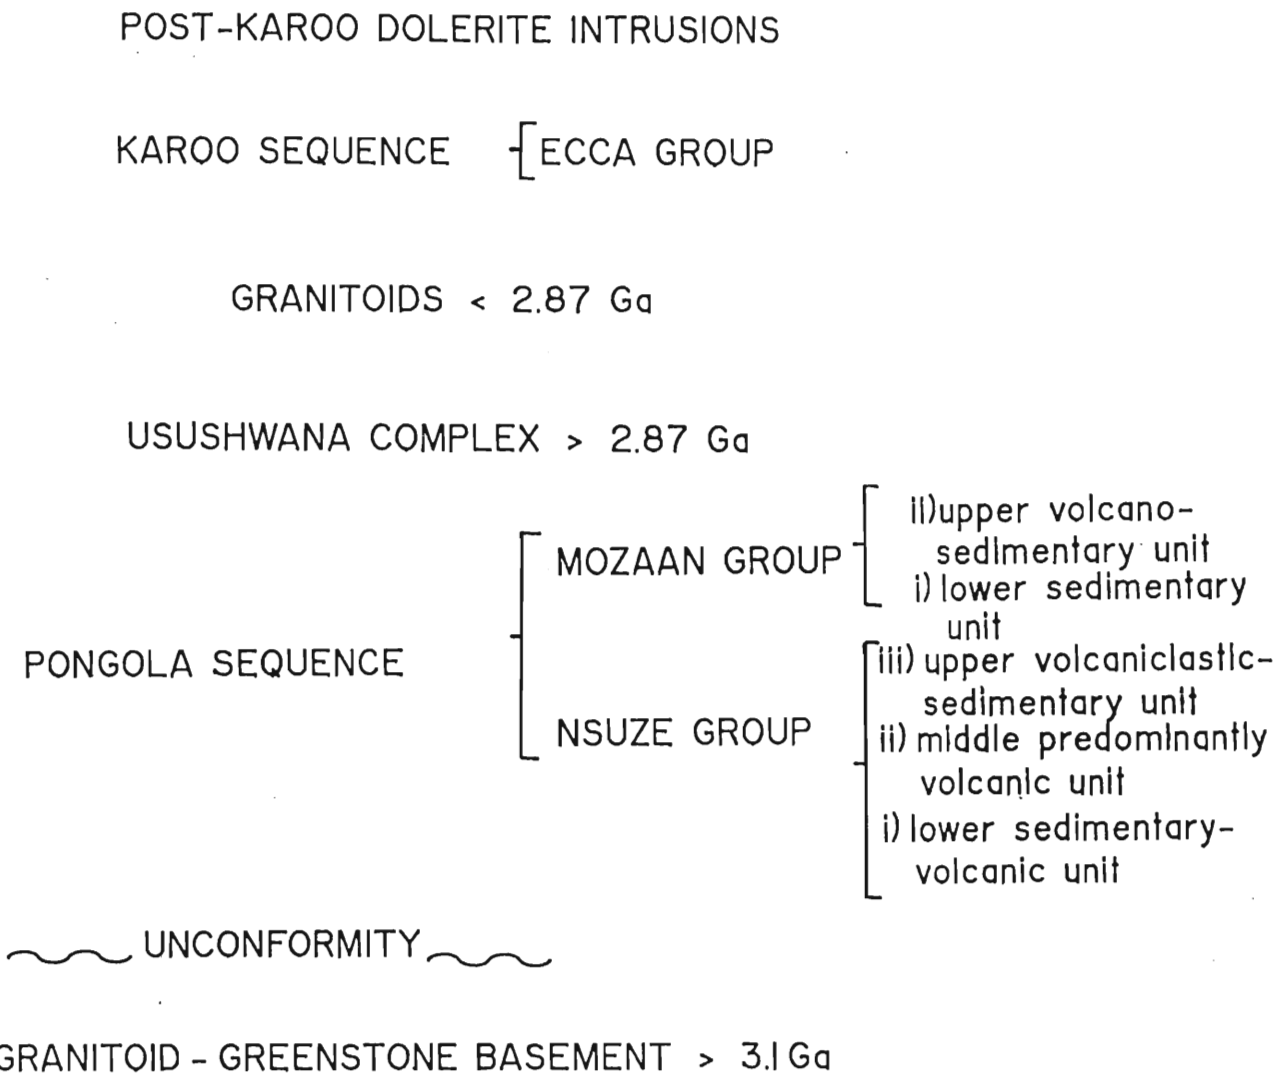 POST-KAROO DOLERITE INTRUSIONS
KAROO SEQUENCE ECCA GROUP
GRANITOIDS < 2.87 Ga
USUSHWANA COMPLEX > 2.87 Ga
PONGOLA SEQUENCE
MOZAAN GROUP
ii) upper volcano-
sedimentary unit
i) lower sedimentary
unit
NSUZE GROUP
iii) upper volcaniclastic-
sedimentary unit
ii) middle predominantly
volcanic unit
i) lower sedimentary-
volcanic unit
UNCONFORMITY
GRANITOID - GREENSTONE BASEMENT > 3.1 Ga